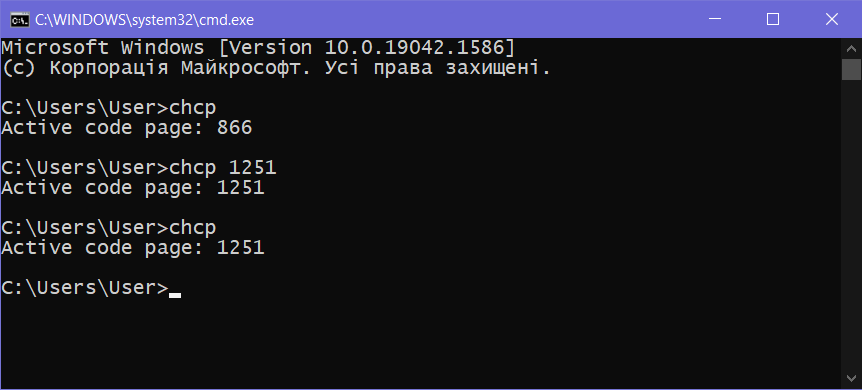 C:\WINDOWS\system32\cmd.exe
Microsoft Windows [Version 10.0.19042.1586]
(c) Корпорація Майкрософт. Усі права захищені.
C:\Users\User>chcp
Active code page: 866
C:\Users\User>chcp 1251
Active code page: 1251
C:\Users\User>chcp
Active code page: 1251
C:\Users\User>